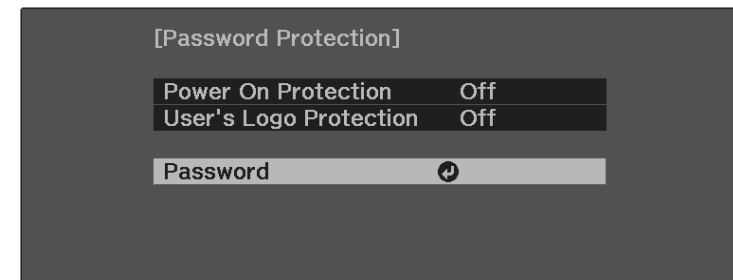 [Password Protection]
Power On Protection Off
User's Logo Protection Off
Password